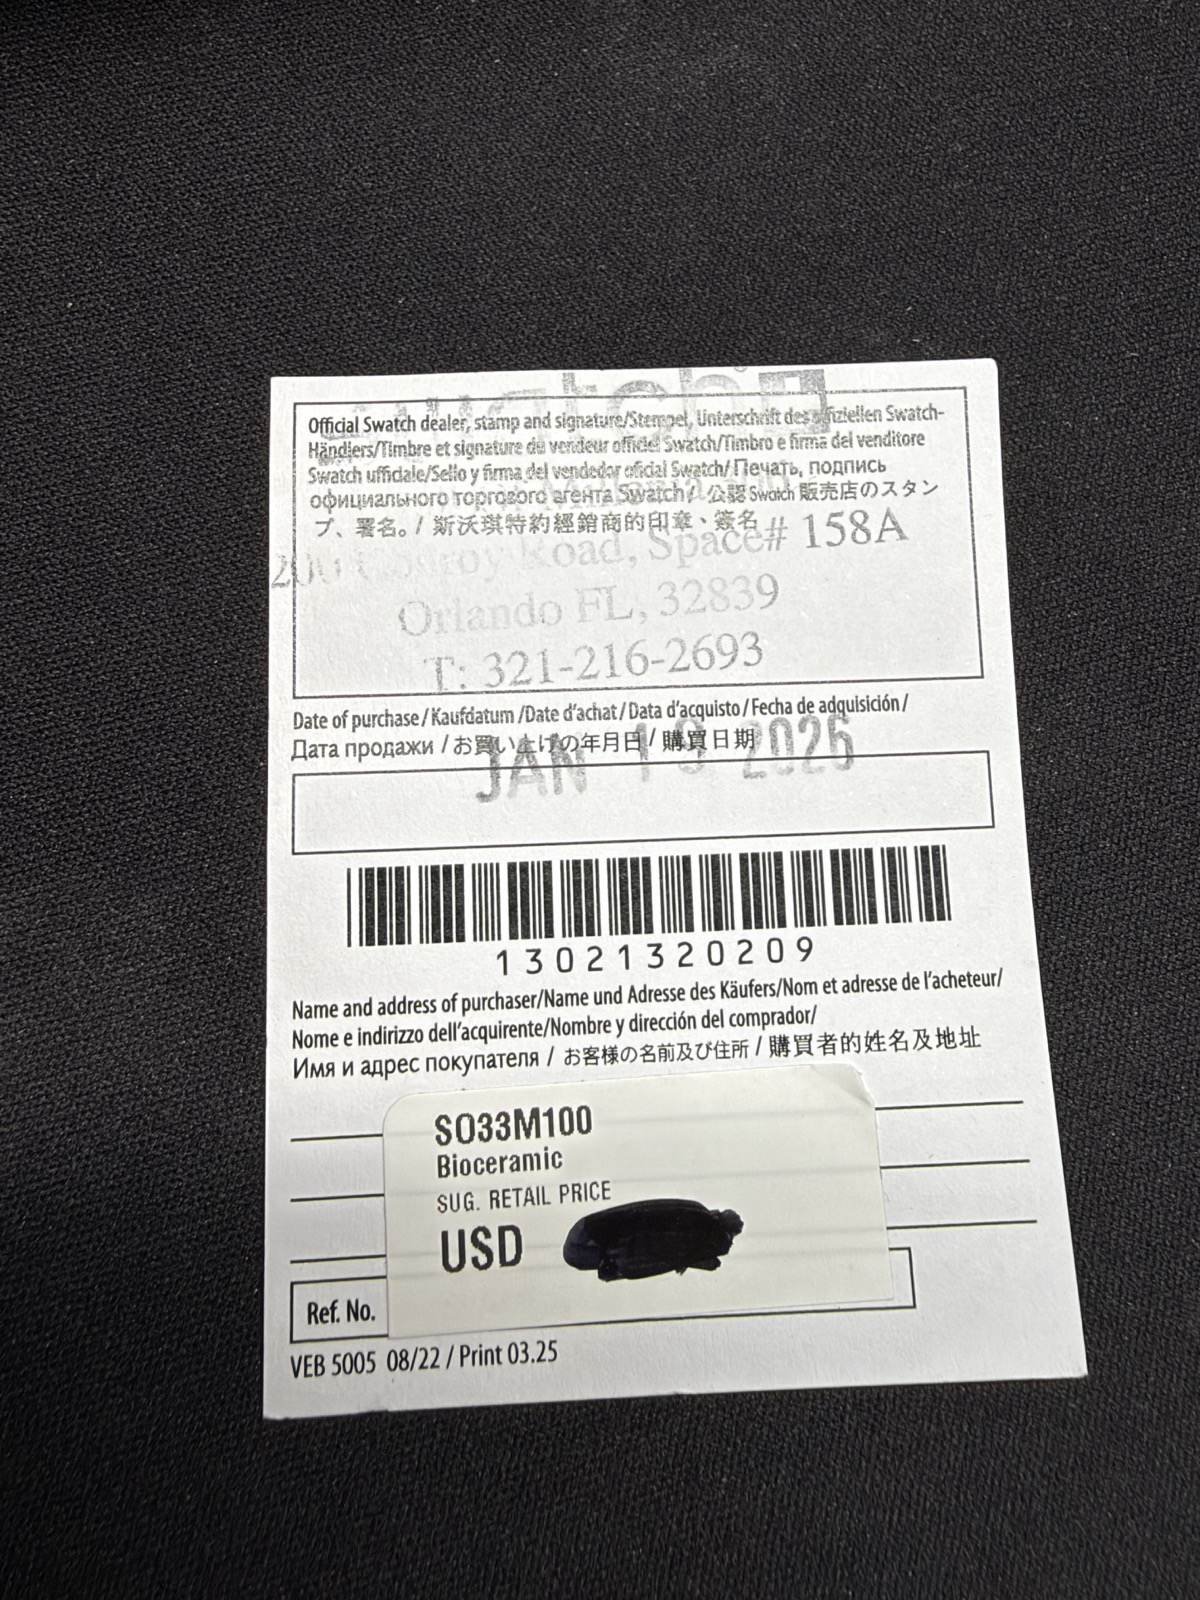 swatch
Official Swatch dealer, stamp and signature/Stempel, Unterschrift des offiziellen Swatch-
Händlers/Timbre et signature du vendeur officiel Swatch/Timbro e firma del venditore
Swatch ufficiale/Sello y firma del vendedor oficial Swatch/Печать, подпись
официального торгового агента Swatch/ 公認 Swatch 販売店のスタン
プ、署名。/ 斯沃琪特約經銷商的印章、簽名
Conroy Road, Space# 158A
Orlando FL, 32839
T: 321-216-2693
Date of purchase/Kaufdatum/Date d'achat/Data d'acquisto/Fecha de adquisición/
Дата продажи /お買い上げの年月日/ 購買日期
JAN 19 2026
13021320209
Name and address of purchaser/Name und Adresse des Käufers/Nom et adresse de l'acheteur/
Nome e indirizzo dell'acquirente/Nombre y dirección del comprador/
Имя и адрес покупателя / お客様の名前及び住所 / 購買者的姓名及地址
SO33M100
Bioceramic
SUG. RETAIL PRICE
USD
Ref. No.
VEB 5005 08/22 / Print 03.25